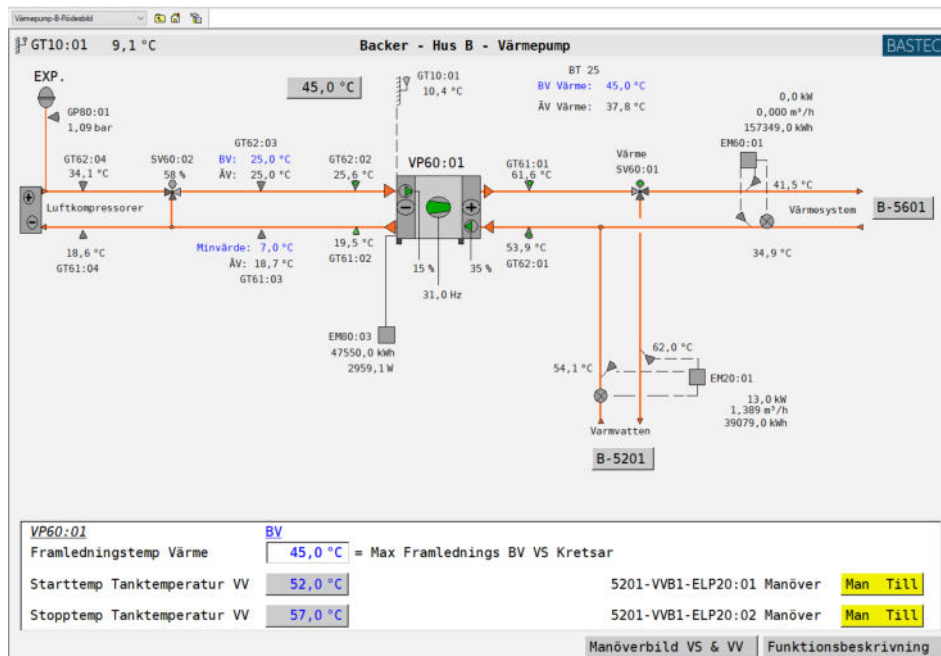 Värmepump-B-Flödesbild
GT10:01 9,1 °C Backer - Hus B - Värmepump BASTEC
EXP.
GP80:01
1,09 bar
45,0 °C
GT10:01
10,4 °C
BT 25
BV Värme: 45,0 °C
ÄV Värme: 37,8 °C
0,0 kW
0,000 m³/h
157349,0 kWh
EM60:01
GT62:04
34,1 °C
SV60:02
58 %
GT62:03
BV: 25,0 °C
ÄV: 25,0 °C
GT62:02
25,6 °C
VP60:01
GT61:01
61,6 °C
Värme
SV60:01
41,5 °C
Luftkompressorer
Värmesystem
B-5601
18,6 °C
GT61:04
Minvärde: 7,0 °C
ÄV: 18,7 °C
GT61:03
19,5 °C
GT61:02
15 %
35 %
31,0 Hz
53,9 °C
GT62:01
34,9 °C
EM80:03
47550,0 kWh
2959,1 W
54,1 °C
62,0 °C
EM20:01
13,0 kW
1,389 m³/h
39079,0 kWh
Varmvatten
B-5201
VP60:01 BV
Framledningstemp Värme 45,0 °C = Max Framlednings BV VS Kretsar
Starttemp Tanktemperatur VV 52,0 °C 5201-VVB1-ELP20:01 Manöver Man Till
Stopptemp Tanktemperatur VV 57,0 °C 5201-VVB1-ELP20:02 Manöver Man Till
Manöverbild VS & VV Funktionsbeskrivning